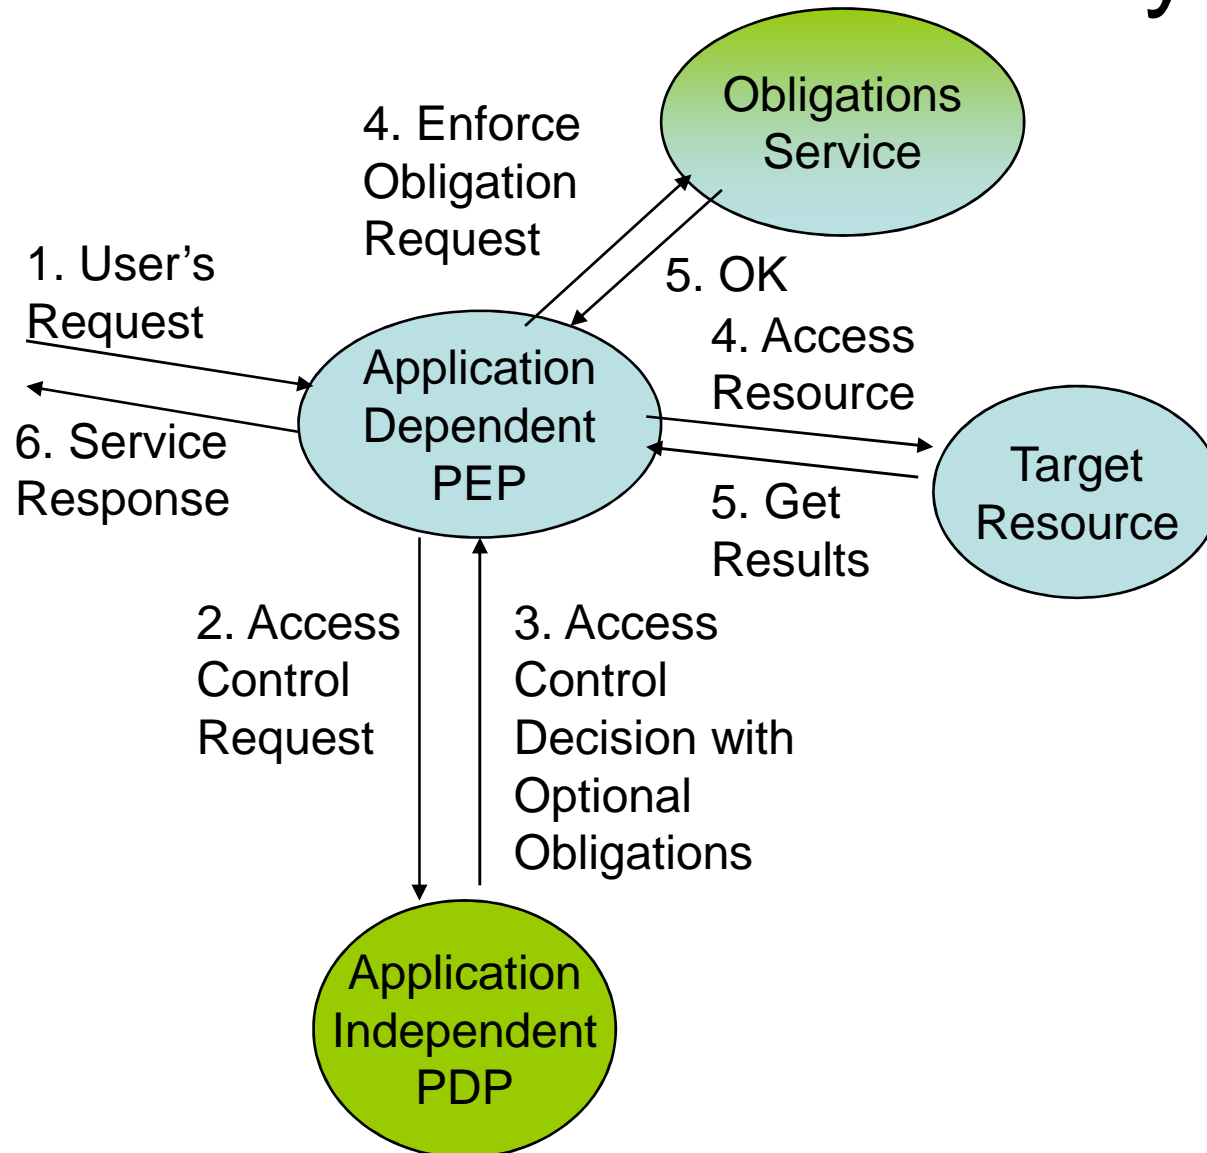 y
Obligations
Service
4. Enforce
Obligation
Request
1. User’s
Request
5. OK
4. Access
Resource
Application
Dependent
PEP
6. Service
Response
Target
Resource
5. Get
Results
2. Access
Control
Request
3. Access
Control
Decision with
Optional
Obligations
Application
Independent
PDP